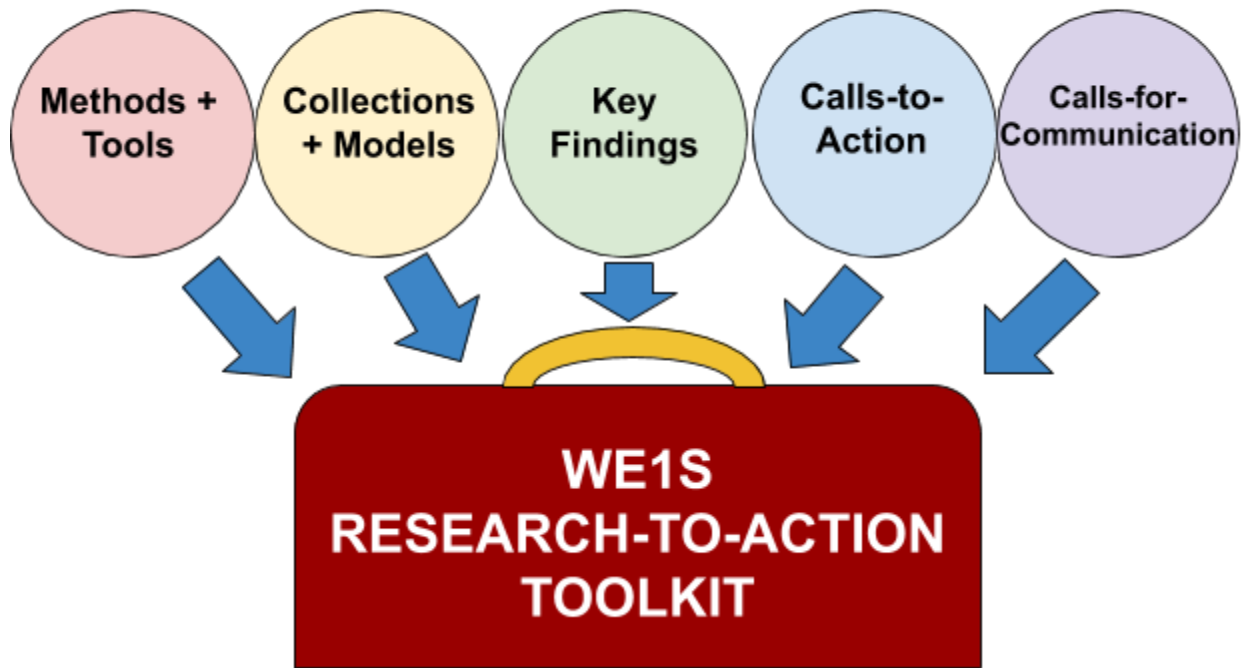 Methods +
Tools
Collections
+ Models
Key
Findings
Calls-to-
Action
Calls-for-
Communication
WE1S
RESEARCH-TO-ACTION
TOOLKIT